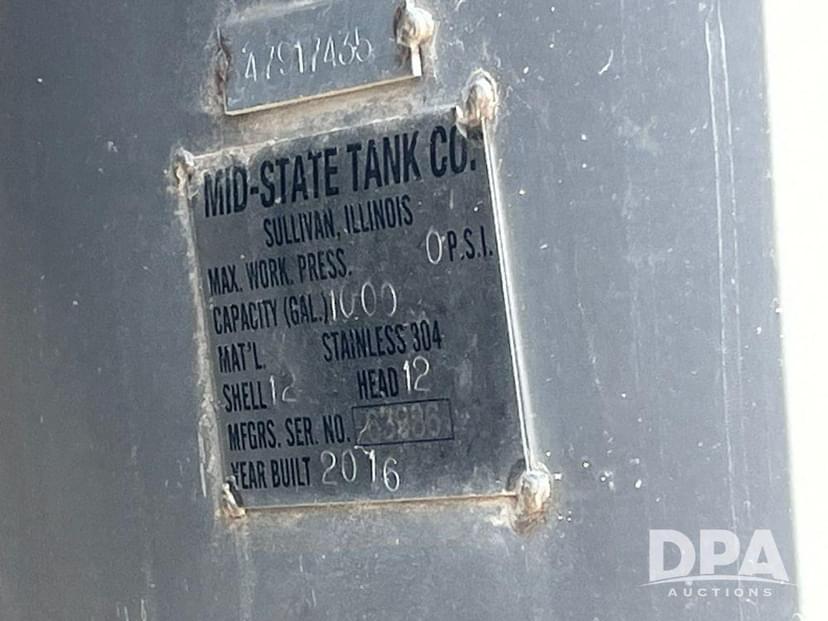 47917435
MID-STATE TANK CO.
SULLIVAN, ILLINOIS
MAX. WORK. PRESS. 0 P.S.I.
CAPACITY (GAL.) 1000
MAT'L. STAINLESS 304
SHELL 12 HEAD 12
MFGRS. SER. NO.
YEAR BUILT 2016
DPA
AUCTIONS